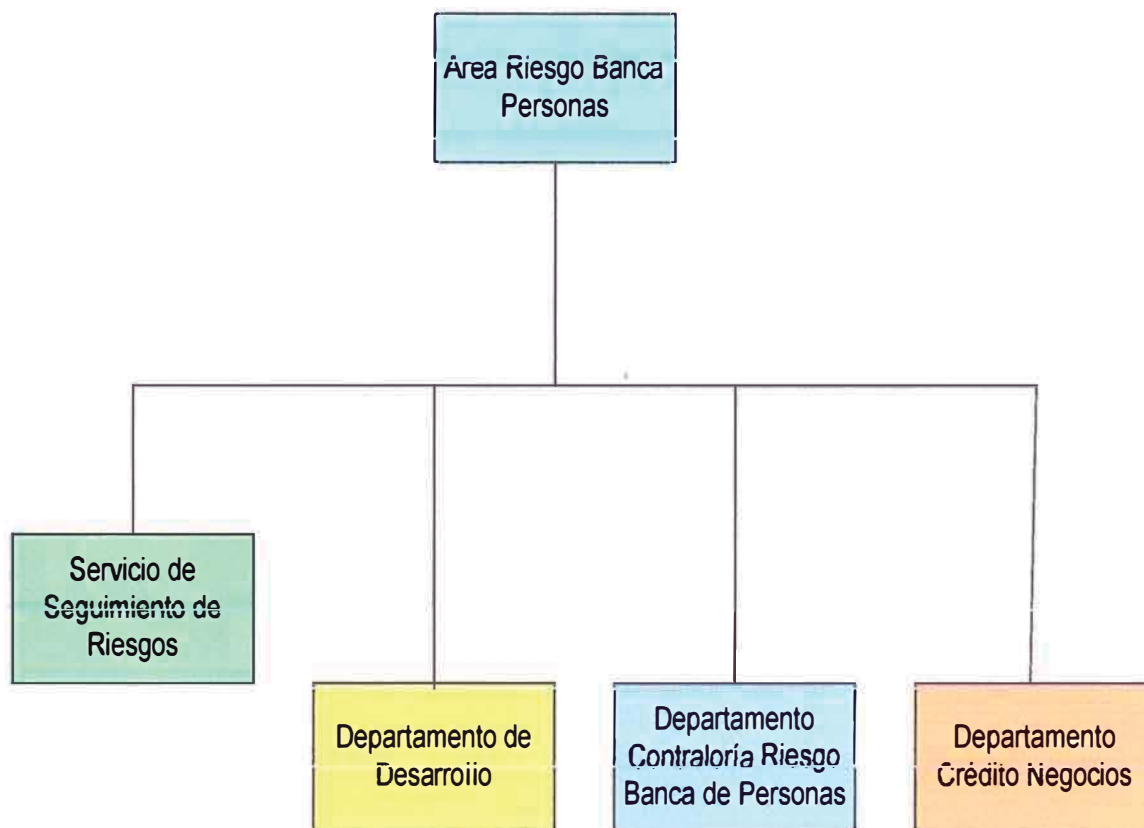 Área Riesgo Banca
Personas
Servicio de
Seguimiento de
Riesgos
Departamento de
Desarrollo
Departamento
Contraloría Riesgo
Banca de Personas
Departamento
Crédito Negocios